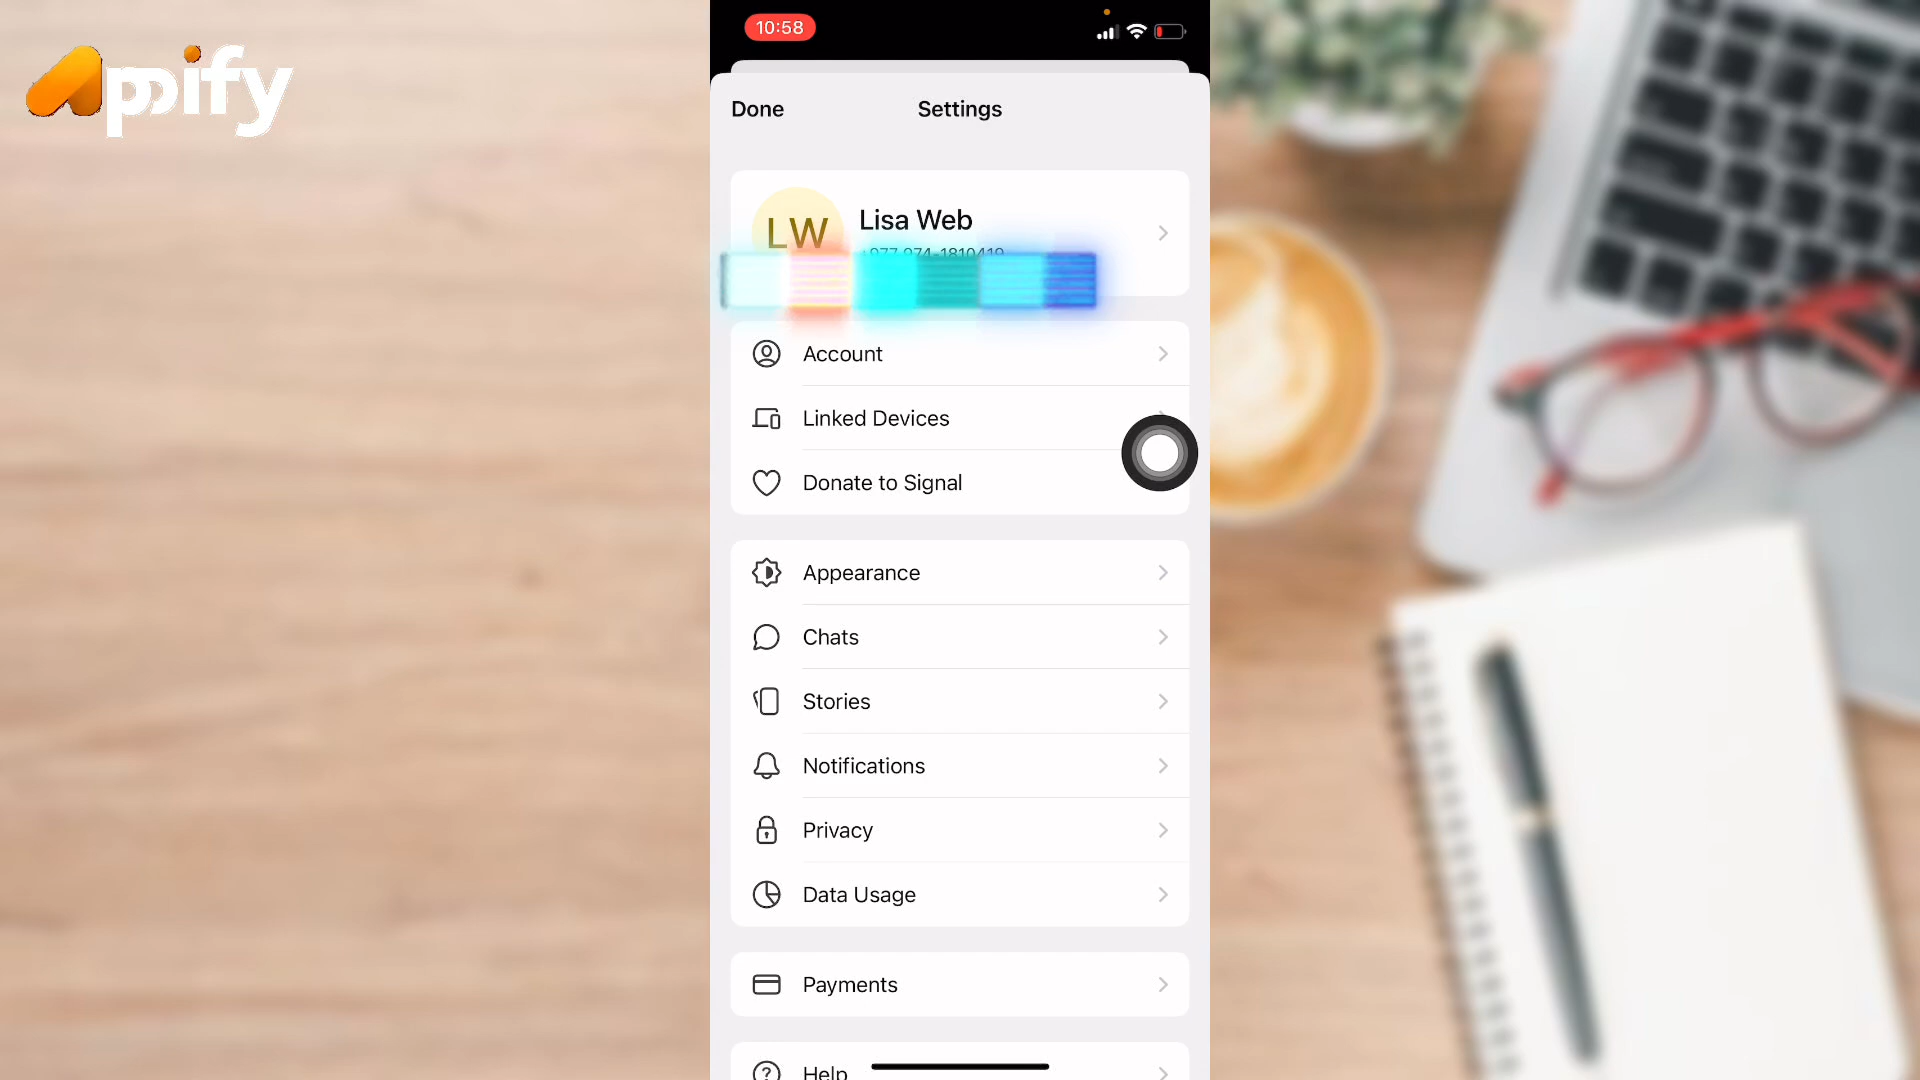 Appify
10:58
Done
Settings
LW
Lisa Web
Account
Linked Devices
Donate to Signal
Appearance
Chats
Stories
Notifications
Privacy
Data Usage
Payments
Help